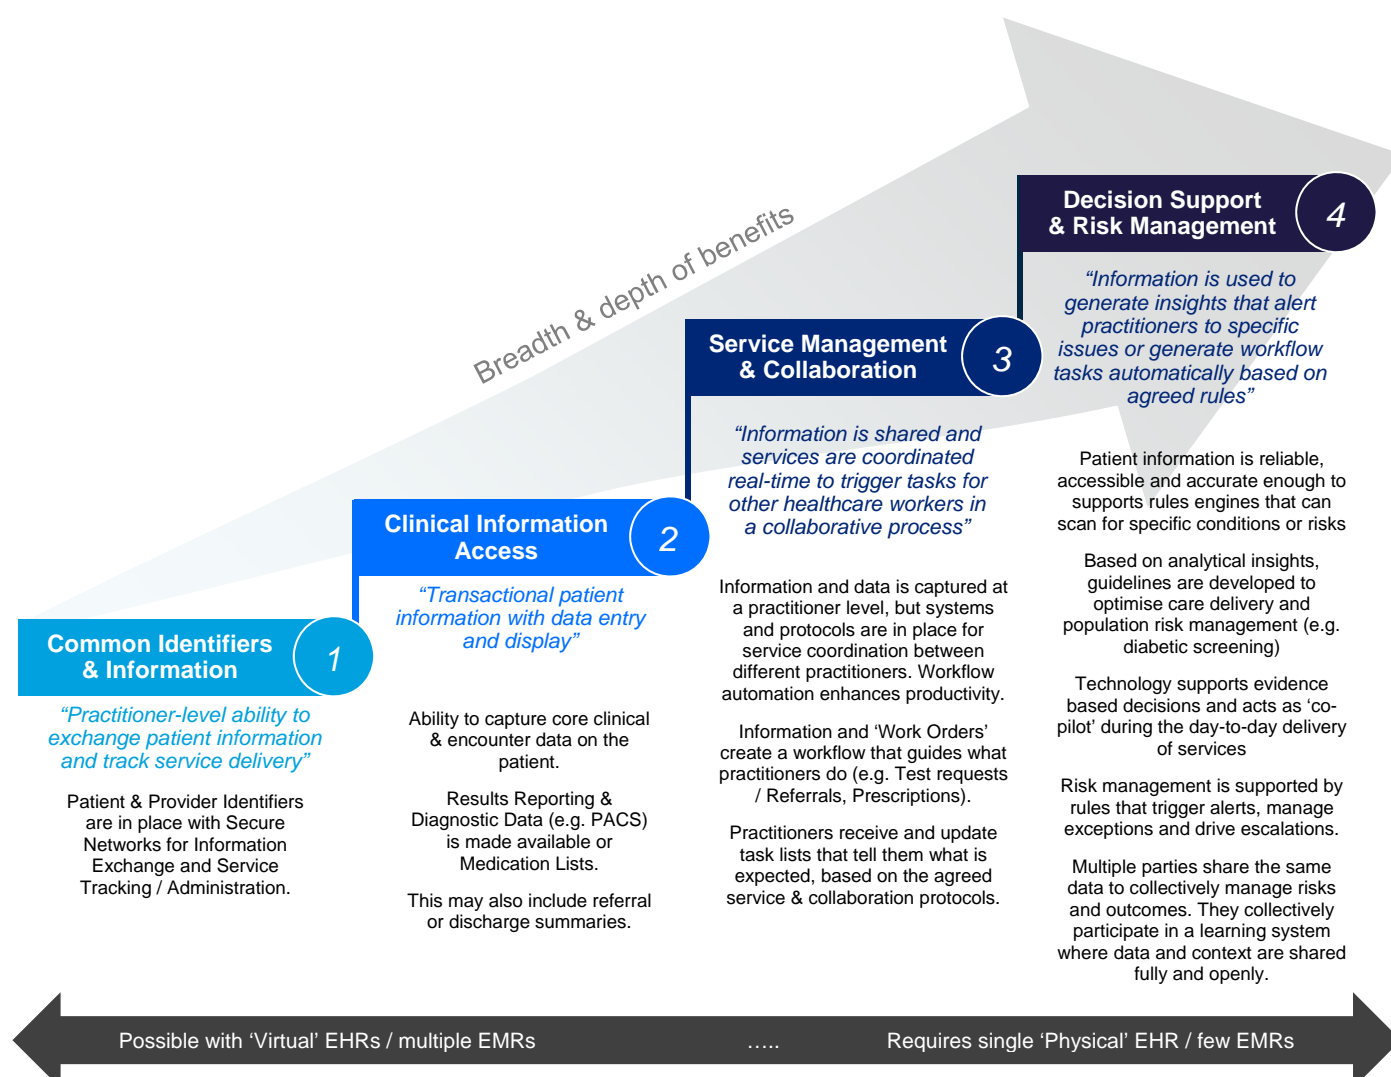 Breadth & depth of benefits
Common Identifiers
& Information
1
“Practitioner-level ability to
exchange patient information
and track service delivery”
Patient & Provider Identifiers
are in place with Secure
Networks for Information
Exchange and Service
Tracking / Administration.
Clinical Information
Access
2
“Transactional patient
information with data entry
and display”
Ability to capture core clinical
& encounter data on the
patient.
Results Reporting &
Diagnostic Data (e.g. PACS)
is made available or
Medication Lists.
This may also include referral
or discharge summaries.
Service Management
& Collaboration
3
“Information is shared and
services are coordinated
real-time to trigger tasks for
other healthcare workers in
a collaborative process”
Information and data is captured at
a practitioner level, but systems
and protocols are in place for
service coordination between
different practitioners. Workflow
automation enhances productivity.
Information and ‘Work Orders’
create a workflow that guides what
practitioners do (e.g. Test requests
/ Referrals, Prescriptions).
Practitioners receive and update
task lists that tell them what is
expected, based on the agreed
service & collaboration protocols.
Decision Support
& Risk Management
4
“Information is used to
generate insights that alert
practitioners to specific
issues or generate workflow
tasks automatically based on
agreed rules”
Patient information is reliable,
accessible and accurate enough to
supports rules engines that can
scan for specific conditions or risks
Based on analytical insights,
guidelines are developed to
optimise care delivery and
population risk management (e.g.
diabetic screening)
Technology supports evidence
based decisions and acts as ‘co-
pilot’ during the day-to-day delivery
of services
Risk management is supported by
rules that trigger alerts, manage
exceptions and drive escalations.
Multiple parties share the same
data to collectively manage risks
and outcomes. They collectively
participate in a learning system
where data and context are shared
fully and openly.
Possible with ‘Virtual’ EHRs / multiple EMRs ….. Requires single ‘Physical’ EHR / few EMRs